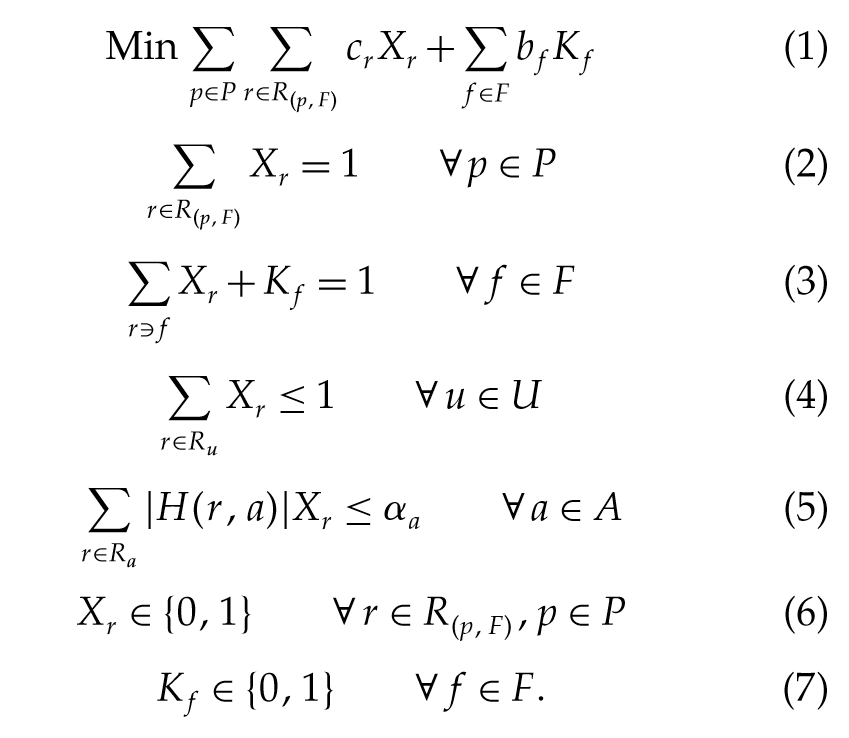 Min ∑_{p∈P} ∑_{r∈R_{(p, F)}} c_r X_r + ∑_{f∈F} b_f K_f (1)
∑_{r∈R_{(p, F)}} X_r = 1 ∀ p ∈ P (2)
∑_{r∋f} X_r + K_f = 1 ∀ f ∈ F (3)
∑_{r∈R_u} X_r ≤ 1 ∀ u ∈ U (4)
∑_{r∈R_a} |H(r, a)|X_r ≤ α_a ∀ a ∈ A (5)
X_r ∈ {0, 1} ∀ r ∈ R_{(p, F)}, p ∈ P (6)
K_f ∈ {0, 1} ∀ f ∈ F. (7)